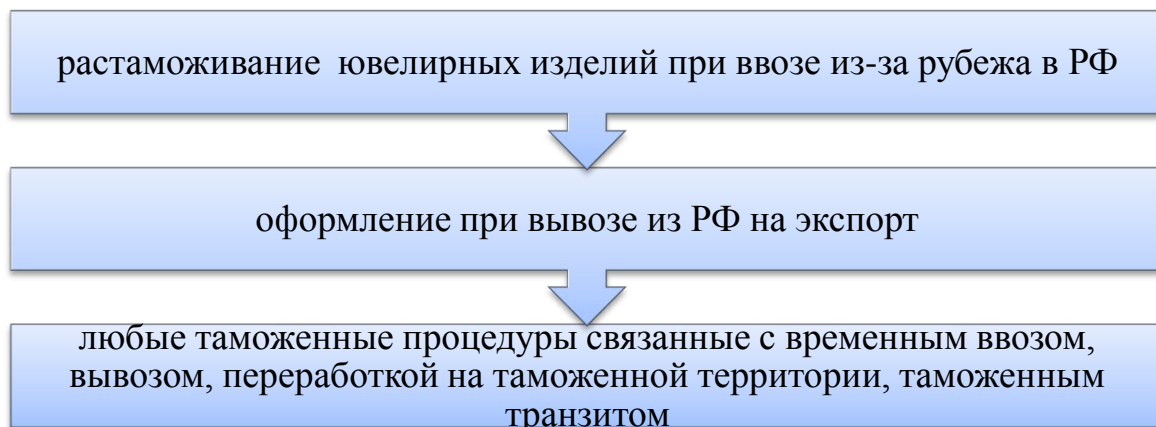 растаможивание ювелирных изделий при ввозе из-за рубежа в РФ
оформление при вывозе из РФ на экспорт
любые таможенные процедуры связанные с временным ввозом,
вывозом, переработкой на таможенной территории, таможенным
транзитом